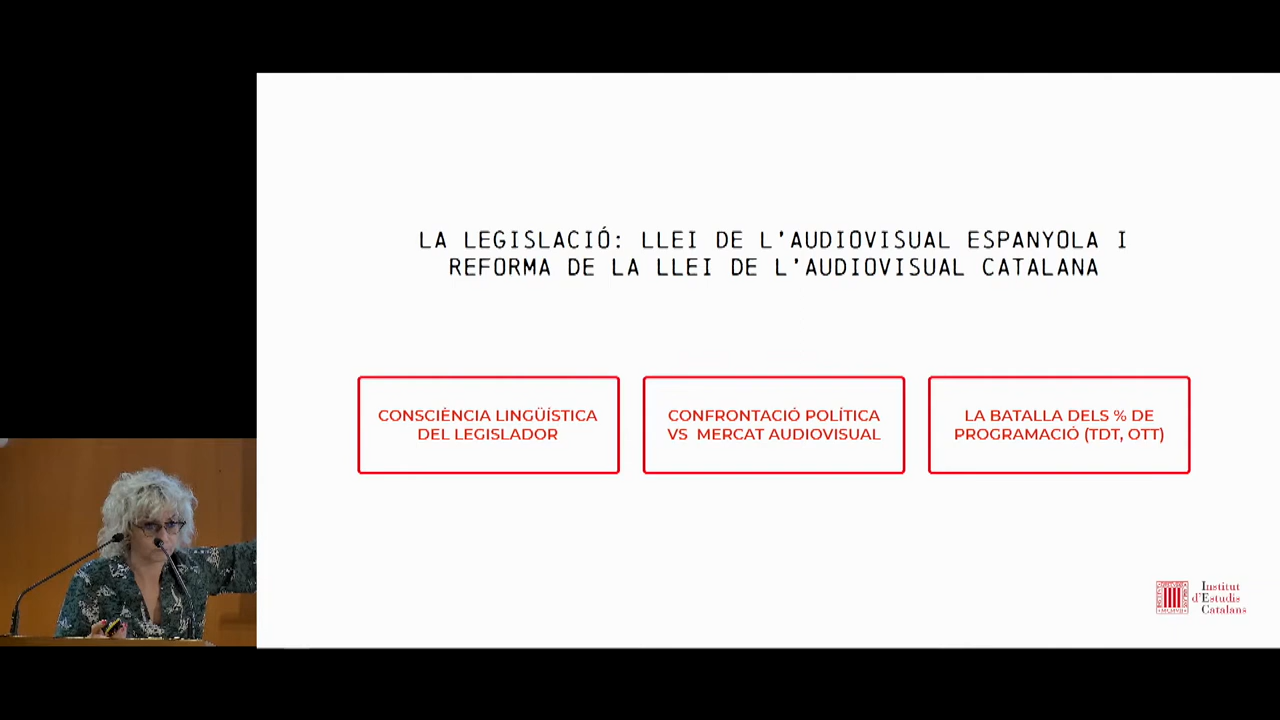 LA LEGISLACIÓ: LLEI DE L'AUDIOVISUAL ESPANYOLA I
REFORMA DE LA LLEI DE L'AUDIOVISUAL CATALANA
CONSCIÈNCIA LINGÜÍSTICA
DEL LEGISLADOR
CONFRONTACIÓ POLÍTICA
VS MERCAT AUDIOVISUAL
LA BATALLA DELS % DE
PROGRAMACIÓ (TDT, OTT)
Institut
d'Estudis
Catalans